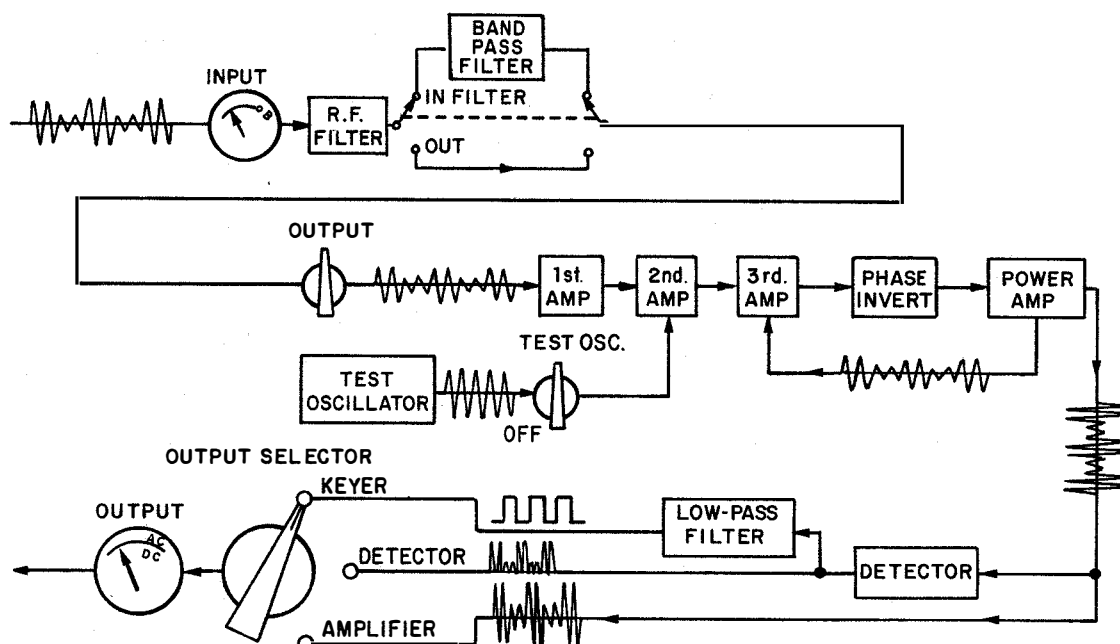 BAND
PASS
FILTER
INPUT
B
R.F.
FILTER
IN FILTER
OUT
OUTPUT
1st.
AMP
2nd.
AMP
3rd.
AMP
PHASE
INVERT
POWER
AMP
TEST OSC.
TEST
OSCILLATOR
OFF
OUTPUT SELECTOR
KEYER
OUTPUT
AC
DC
LOW-PASS
FILTER
DETECTOR
DETECTOR
AMPLIFIER